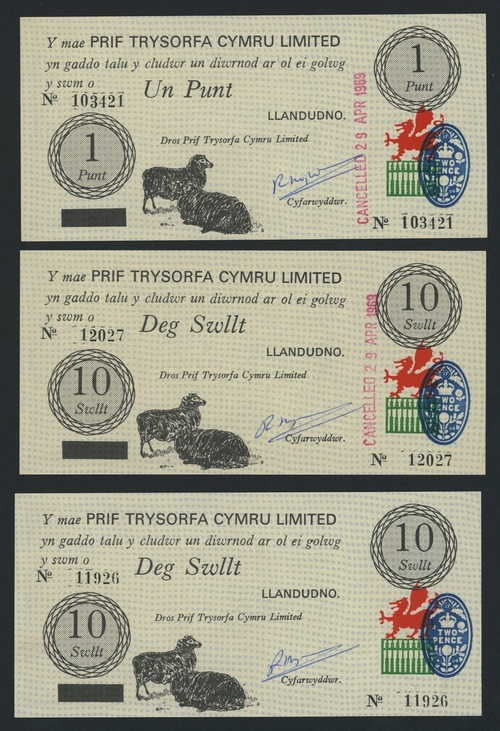 Y mae PRIF TRYSORFA CYMRU LIMITED
yn gaddo talu y cludwr un diwrnod ar ol ei golwg
y swm o
Un Punt
Nº 103421
1
Punt
LLANDUDNO.
Dros Prif Trysorfa Cymru Limited
1
Punt
Cyfarwyddwr.
CANCELLED 29 APR 1969
TWO
PENCE
Nº 103421
Y mae PRIF TRYSORFA CYMRU LIMITED
yn gaddo talu y cludwr un diwrnod ar ol ei golwg
y swm o
Deg Swllt
Nº 12027
10
Swllt
LLANDUDNO.
Dros Prif Trysorfa Cymru Limited
10
Swllt
Cyfarwyddwr.
CANCELLED 29 APR 1969
TWO
PENCE
Nº 12027
Y mae PRIF TRYSORFA CYMRU LIMITED
yn gaddo talu y cludwr un diwrnod ar ol ei golwg
y swm o
Deg Swllt
Nº 11926
10
Swllt
LLANDUDNO.
Dros Prif Trysorfa Cymru Limited
10
Swllt
Cyfarwyddwr.
TWO
PENCE
Nº 11926